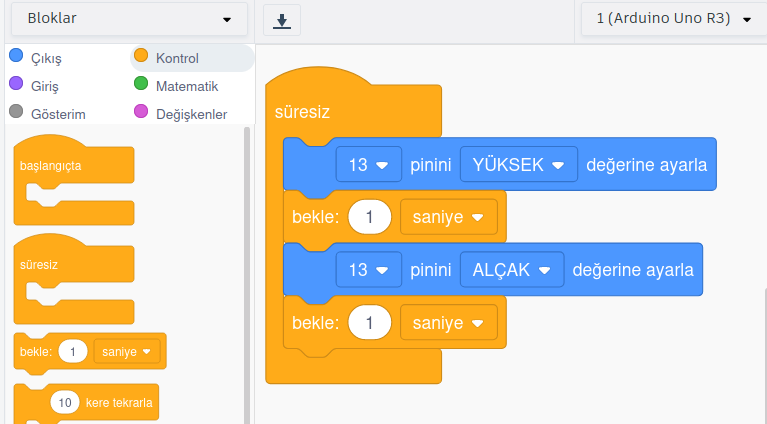 Bloklar
1 (Arduino Uno R3)
Çıkış
Kontrol
Giriş
Matematik
Gösterim
Değişkenler
başlangıçta
süresiz
bekle: 1 saniye
10 kere tekrarla
süresiz
13 pinini YÜKSEK değerine ayarla
bekle: 1 saniye
13 pinini ALÇAK değerine ayarla
bekle: 1 saniye